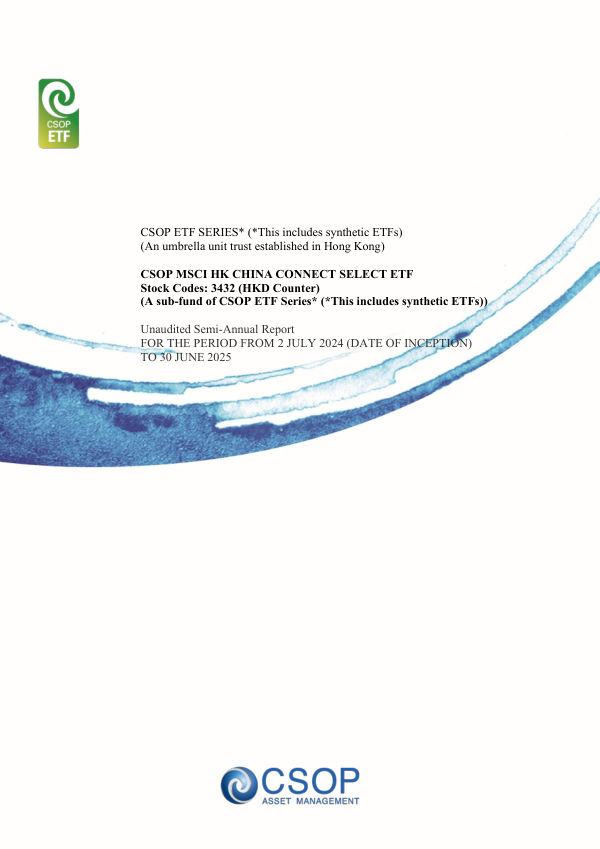 CSOP
ETF
CSOP ETF SERIES* (*This includes synthetic ETFs)
(An umbrella unit trust established in Hong Kong)
CSOP MSCI HK CHINA CONNECT SELECT ETF
Stock Codes: 3432 (HKD Counter)
(A sub-fund of CSOP ETF Series* (*This includes synthetic ETFs))
Unaudited Semi-Annual Report
FOR THE PERIOD FROM 2 JULY 2024 (DATE OF INCEPTION)
TO 30 JUNE 2025
CSOP
ASSET MANAGEMENT